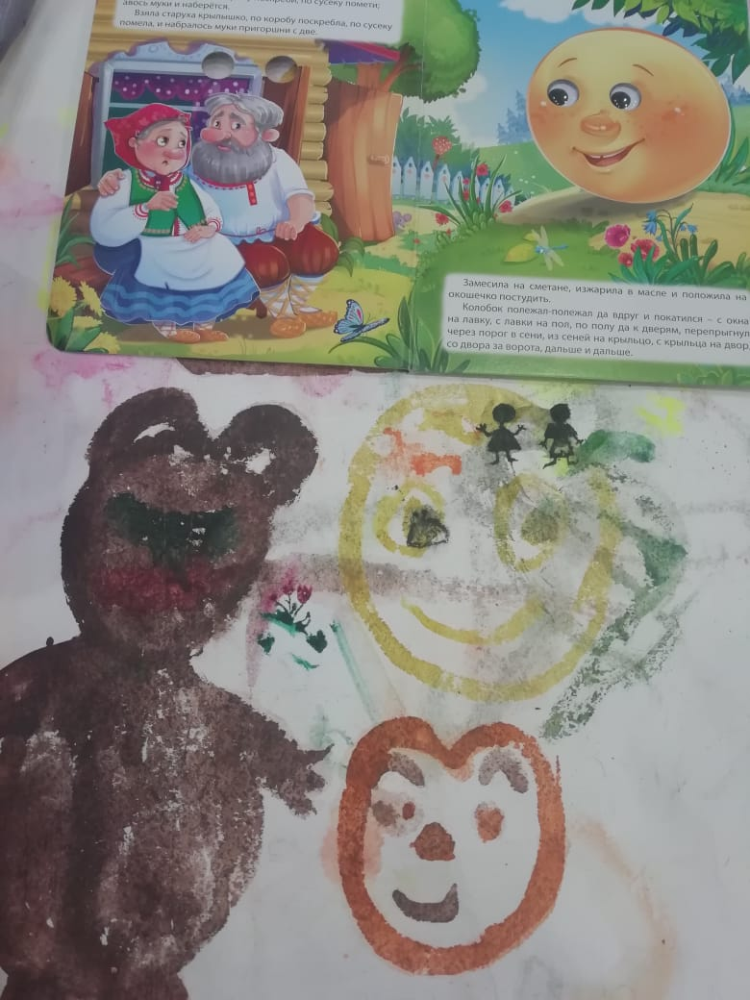 авось муки и наберётся.
Взяла старуха крылышко, по коробу поскребла, по сусеку
помела, и набралось муки пригоршни с две.
Замесила на сметане, изжарила в масле и положила на
окошечко постудить.
Колобок полежал-полежал да вдруг и покатился – с окна
на лавку, с лавки на пол, по полу да к дверям, перепрыгнул
через порог в сени, из сеней на крыльцо, с крыльца на двор,
со двора за ворота, дальше и дальше.